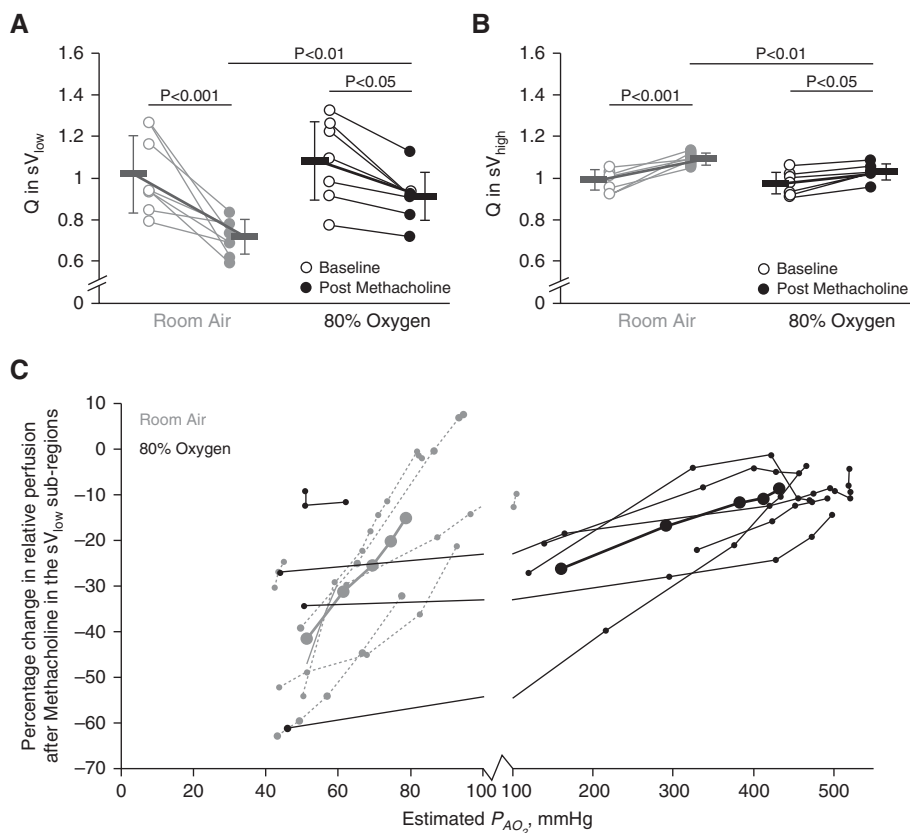 A
Q in sV_low
1.6
1.4
1.2
1
0.8
0.6
0
P<0.01
P<0.001
P<0.05
Baseline
Post Methacholine
Room Air
80% Oxygen
B
Q in sV_high
1.6
1.4
1.2
1
0.8
0.6
0
P<0.01
P<0.001
P<0.05
Baseline
Post Methacholine
Room Air
80% Oxygen
C
Percentage change in relative perfusion
after Methacholine in the sV_low sub-regions
10
0
−10
−20
−30
−40
−50
−60
−70
Room Air
80% Oxygen
0 20 40 60 80 100 100 200 300 400 500
Estimated P_AO₂, mmHg